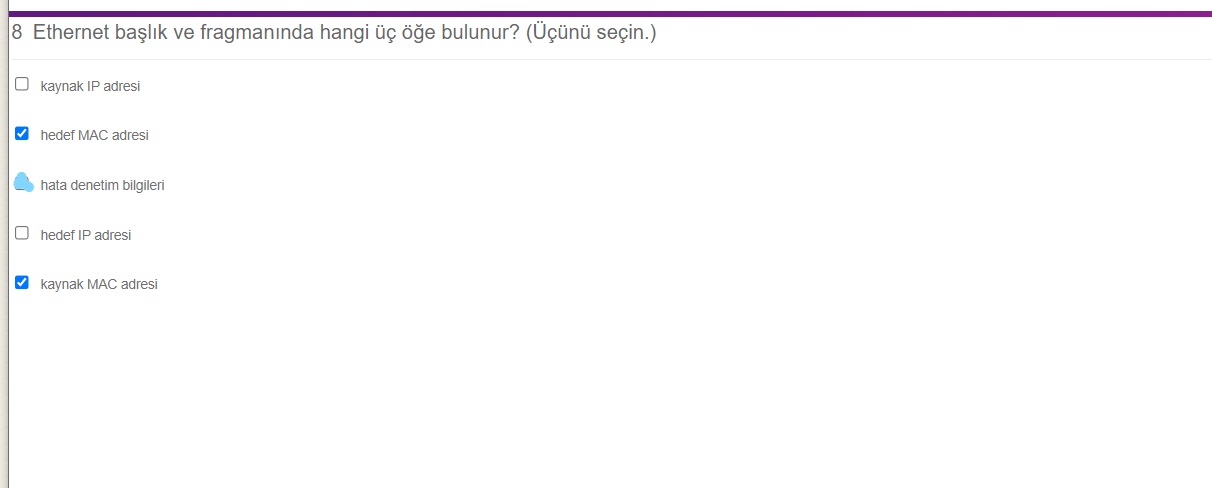 8 Ethernet başlık ve fragmanında hangi üç öğe bulunur? (Üçünü seçin.)
kaynak IP adresi
hedef MAC adresi
hata denetim bilgileri
hedef IP adresi
kaynak MAC adresi